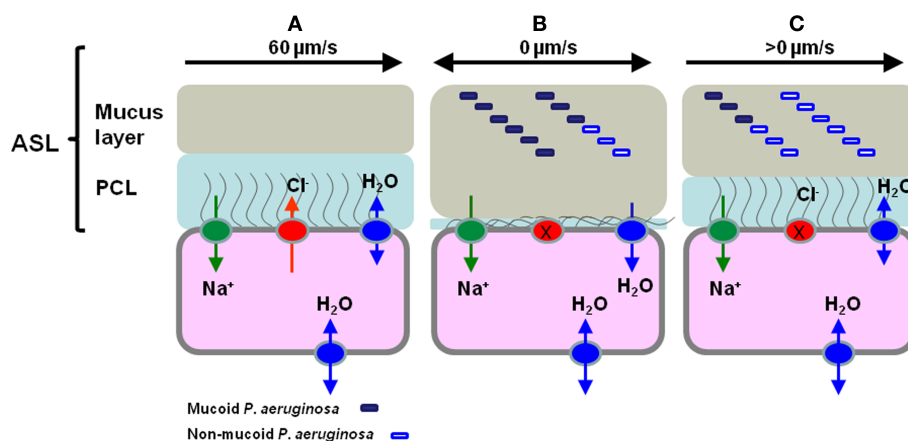 A B C
60 µm/s 0 µm/s >0 µm/s
ASL
Mucus
layer
PCL
Cl- H2O
Cl- H2O
Na+ Na+ H2O Na+
H2O H2O H2O
X X
Mucoid P. aeruginosa
Non-mucoid P. aeruginosa